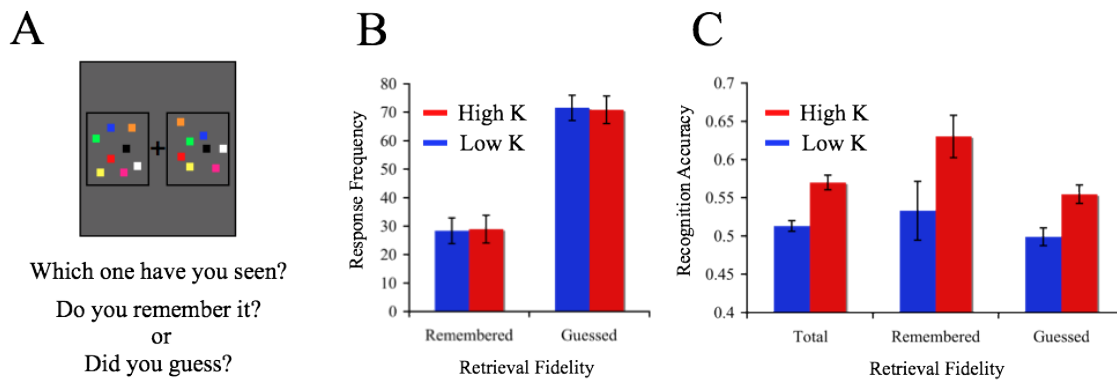 A
Which one have you seen?
Do you remember it?
or
Did you guess?
B
Response Frequency
80
70
60
50
40
30
20
10
0
High K
Low K
Remembered
Guessed
Retrieval Fidelity
C
Recognition Accuracy
0.7
0.65
0.6
0.55
0.5
0.45
0.4
High K
Low K
Total
Remembered
Guessed
Retrieval Fidelity